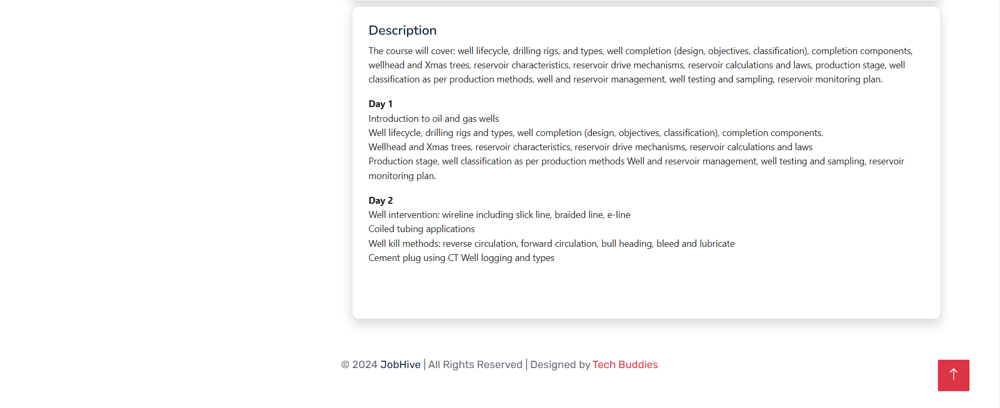 Description
The course will cover: well lifecycle, drilling rigs, and types, well completion (design, objectives, classification), completion components,
wellhead and Xmas trees, reservoir characteristics, reservoir drive mechanisms, reservoir calculations and laws, production stage, well
classification as per production methods, well and reservoir management, well testing and sampling, reservoir monitoring plan.
Day 1
Introduction to oil and gas wells
Well lifecycle, drilling rigs and types, well completion (design, objectives, classification), completion components.
Wellhead and Xmas trees, reservoir characteristics, reservoir drive mechanisms, reservoir calculations and laws
Production stage, well classification as per production methods Well and reservoir management, well testing and sampling, reservoir
monitoring plan.
Day 2
Well intervention: wireline including slick line, braided line, e-line
Coiled tubing applications
Well kill methods: reverse circulation, forward circulation, bull heading, bleed and lubricate
Cement plug using CT Well logging and types
© 2024 JobHive | All Rights Reserved | Designed by Tech Buddies